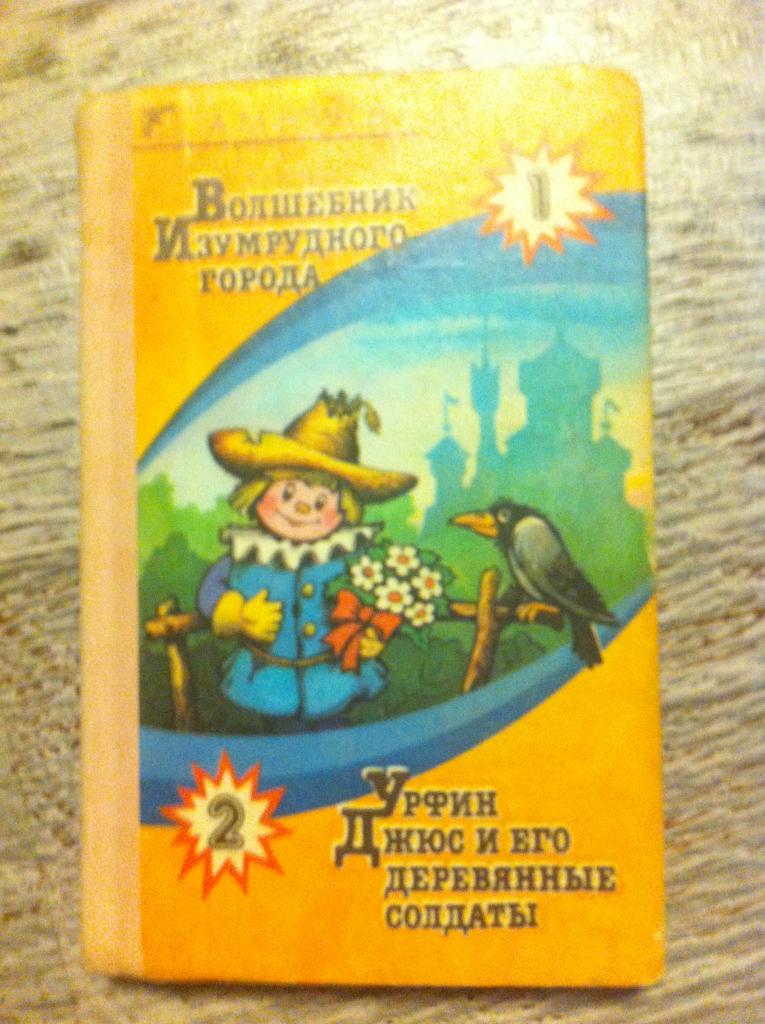 Волшебник
Изумрудного
города
1
2
Урфин
Джюс и его
деревянные
солдаты